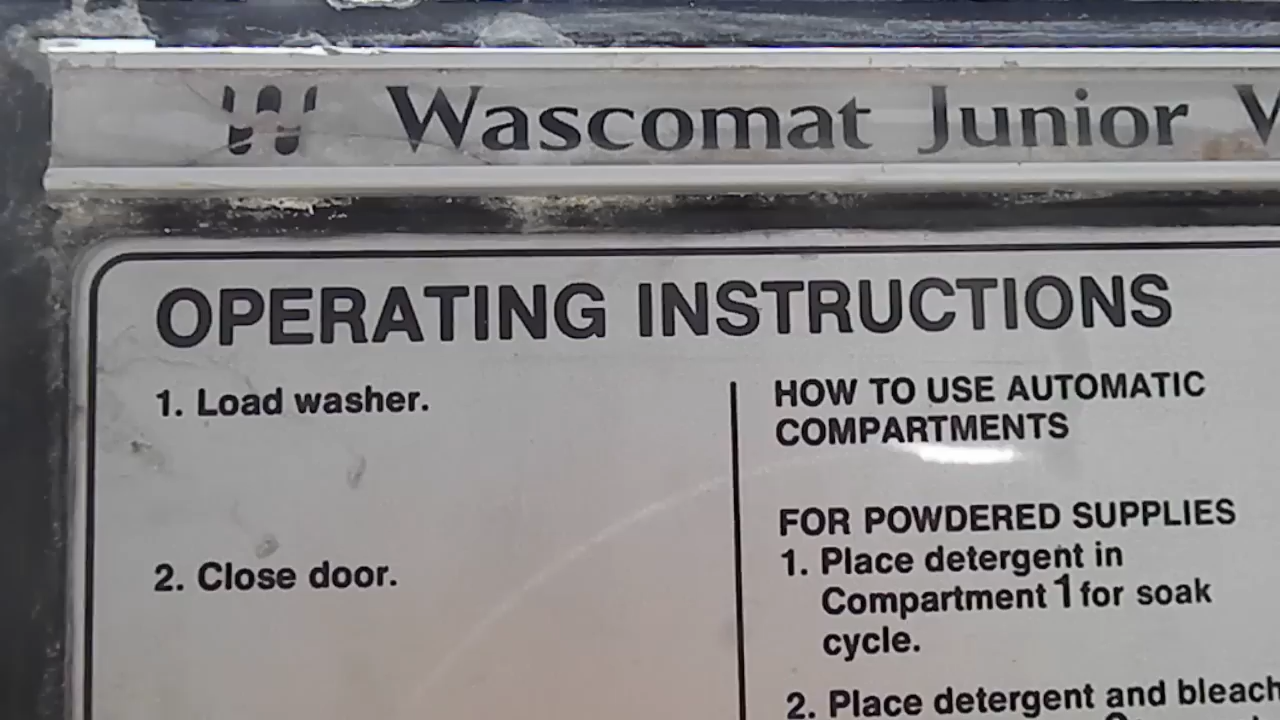 Wascomat Junior
OPERATING INSTRUCTIONS
1. Load washer.
2. Close door.
HOW TO USE AUTOMATIC
COMPARTMENTS
FOR POWDERED SUPPLIES
1. Place detergent in
Compartment 1 for soak
cycle.
2. Place detergent and bleach